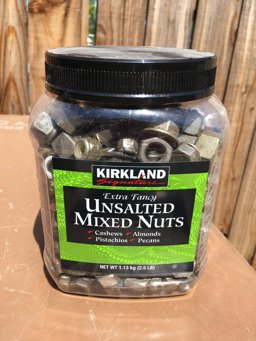 KIRKLAND
Signature
Extra Fancy
UNSALTED
MIXED NUTS
Cashews Almonds
Pistachios Pecans
NET WT 1.13 kg (2.5 LB)